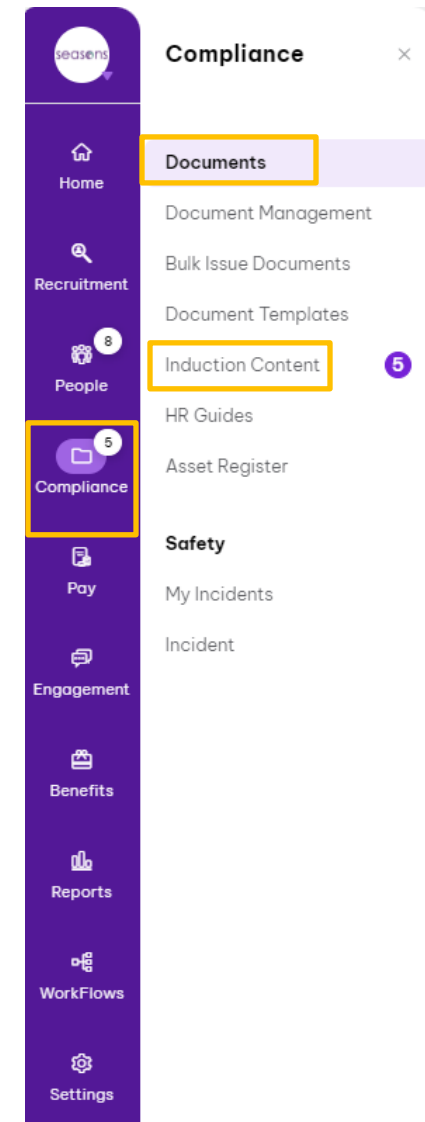 seasons
Home
Recruitment
8
People
5
Compliance
Pay
Engagement
Benefits
Reports
WorkFlows
Settings
Compliance
Documents
Document Management
Bulk Issue Documents
Document Templates
Induction Content 5
HR Guides
Asset Register
Safety
My Incidents
Incident